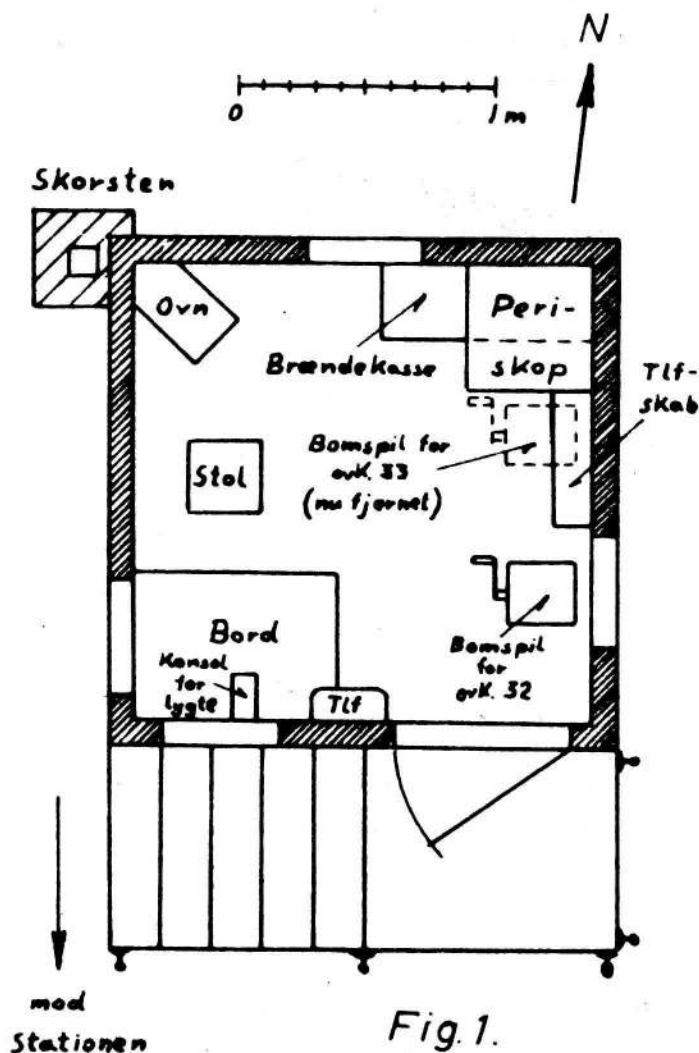 N
0 1 m
Skorsten
Ovn
Peri-
skop
Brændekasse
Tlf-
skab
Bomspil for
ovK. 33
(nu fjernet)
Stol
Bord
Konsol
for
lygte
Tlf
Bomspil
for
ovK. 32
mod
Stationen
Fig. 1.